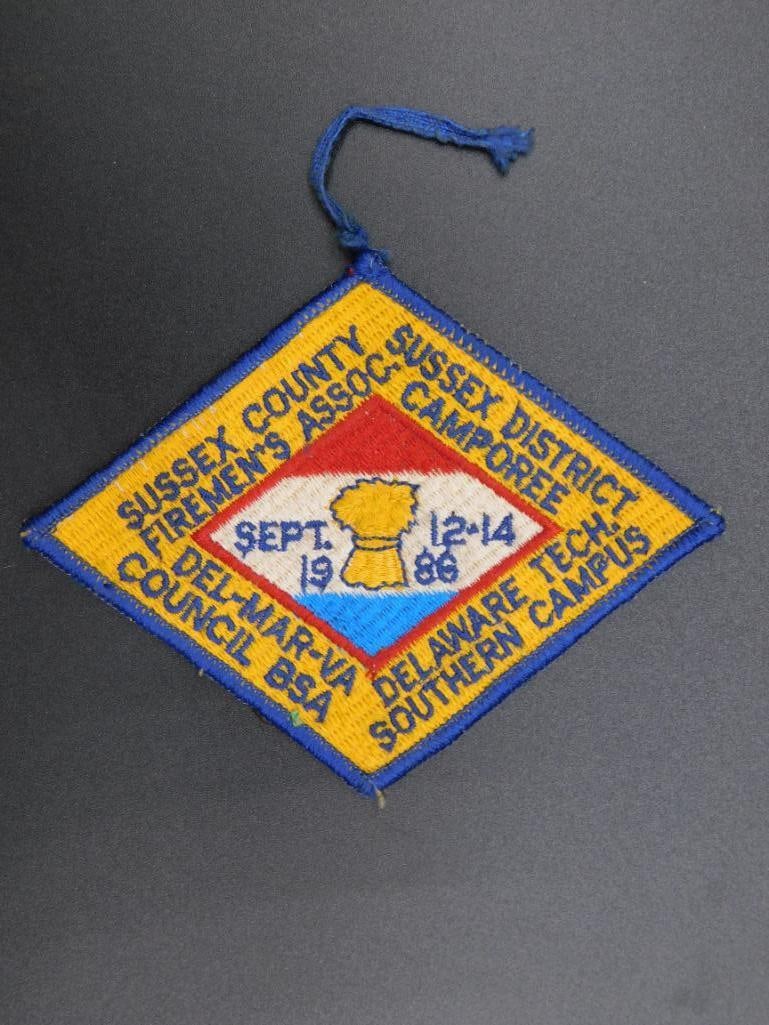 SUSSEX COUNTY
FIREMEN'S ASSOC.
SUSSEX DISTRICT
CAMPOREE
SEPT. 12-14
19 86
DEL-MAR-VA
COUNCIL BSA
DELAWARE TECH.
SOUTHERN CAMPUS